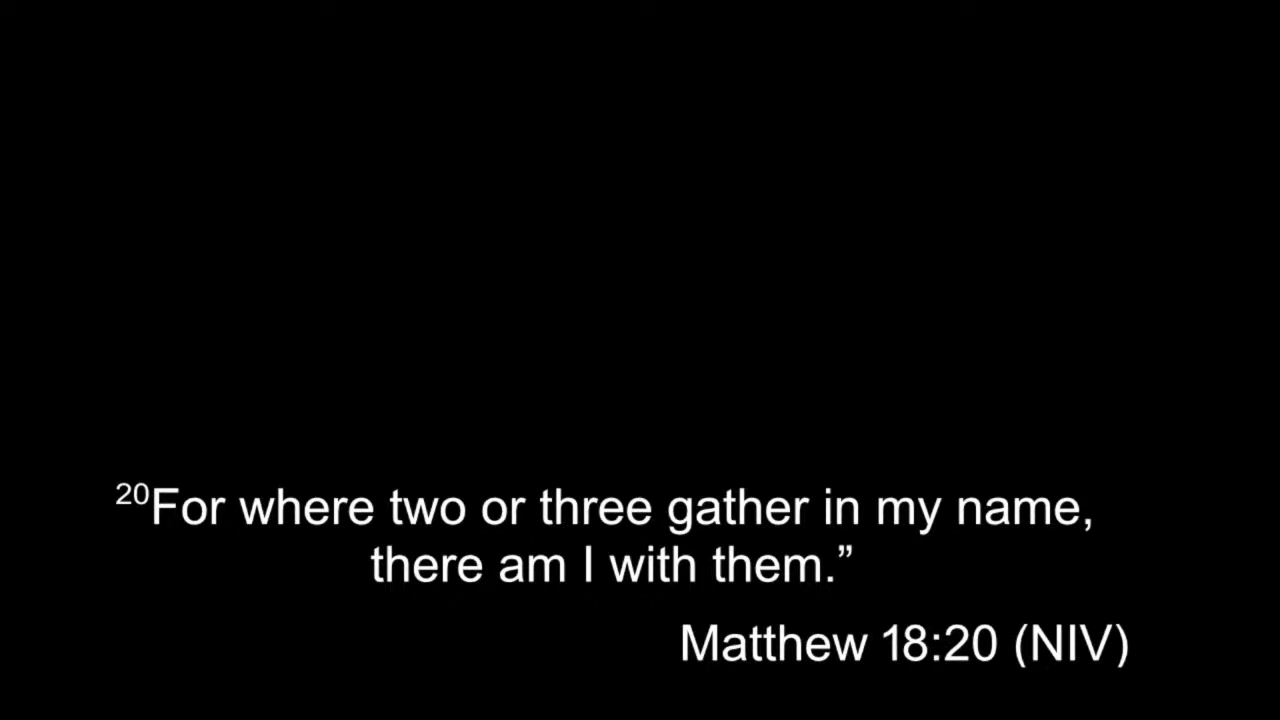 ²⁰For where two or three gather in my name,
there am I with them.”
Matthew 18:20 (NIV)